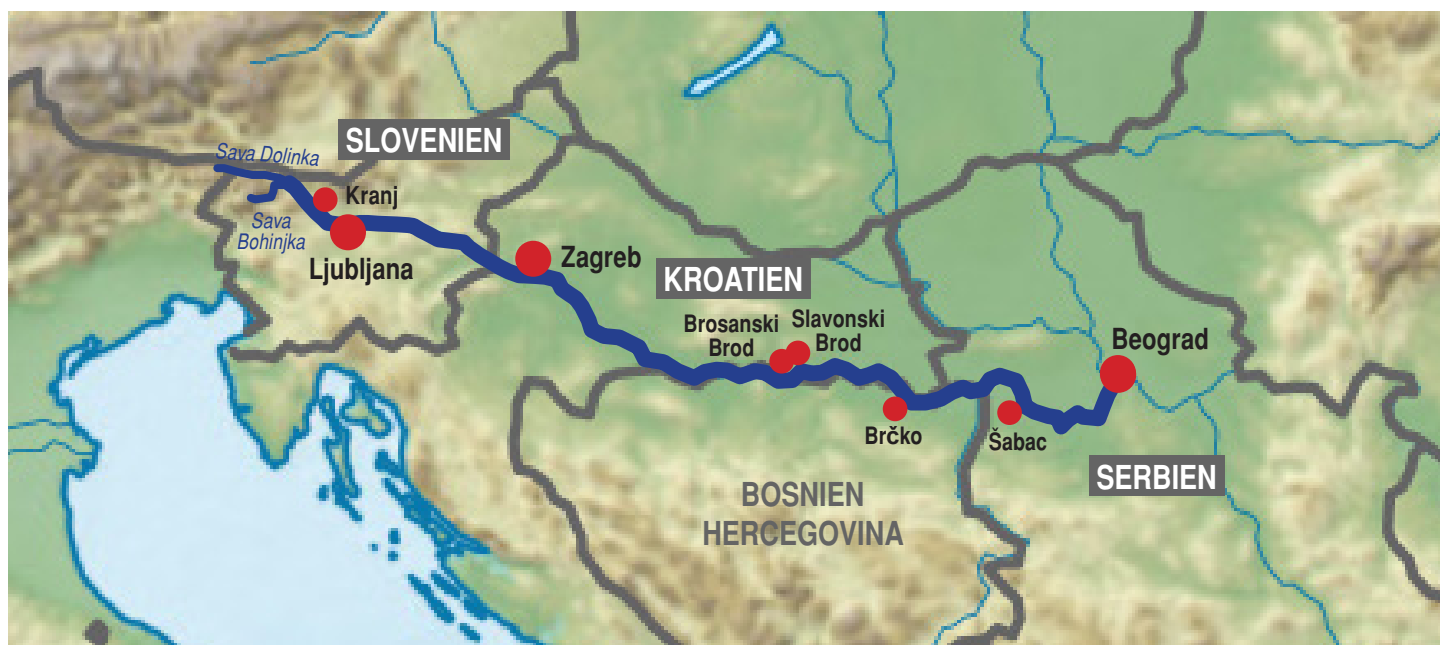 SLOVENIEN
Sava Dolinka
Kranj
Sava
Bohinjka
Ljubljana
Zagreb
KROATIEN
Brosanski
Brod
Slavonski
Brod
Beograd
Brčko
Šabac
SERBIEN
BOSNIEN
HERCEGOVINA